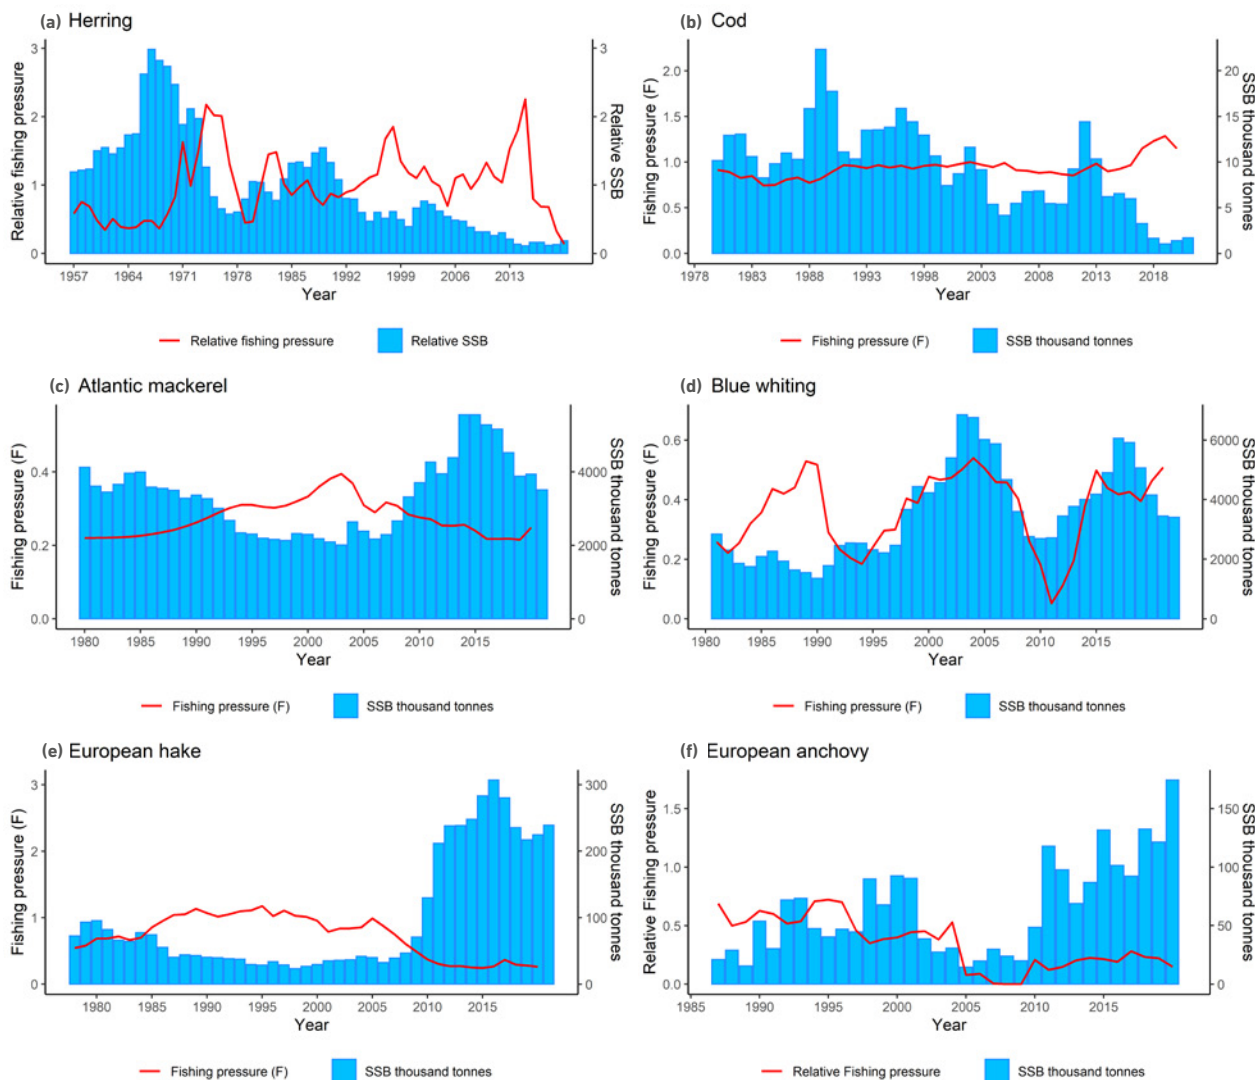 (a) Herring
Relative fishing pressure
3
2
1
0
3
2
1
0
Relative SSB
1957 1964 1971 1978 1985 1992 1999 2006 2013
Year
Relative fishing pressure Relative SSB
(b) Cod
Fishing pressure (F)
2.0
1.5
1.0
0.5
0.0
20
15
10
5
0
SSB thousand tonnes
1978 1983 1988 1993 1998 2003 2008 2013 2018
Year
Fishing pressure (F) SSB thousand tonnes
(c) Atlantic mackerel
Fishing pressure (F)
0.4
0.2
0.0
4000
2000
0
SSB thousand tonnes
1980 1985 1990 1995 2000 2005 2010 2015
Year
Fishing pressure (F) SSB thousand tonnes
(d) Blue whiting
Fishing pressure (F)
0.6
0.4
0.2
0.0
6000
4000
2000
0
SSB thousand tonnes
1980 1985 1990 1995 2000 2005 2010 2015
Year
Fishing pressure (F) SSB thousand tonnes
(e) European hake
Fishing pressure (F)
3
2
1
0
300
200
100
0
SSB thousand tonnes
1980 1985 1990 1995 2000 2005 2010 2015
Year
Fishing pressure (F) SSB thousand tonnes
(f) European anchovy
Relative Fishing pressure
1.5
1.0
0.5
0.0
150
100
50
0
SSB thousand tonnes
1985 1990 1995 2000 2005 2010 2015
Year
Relative Fishing pressure SSB thousand tonnes